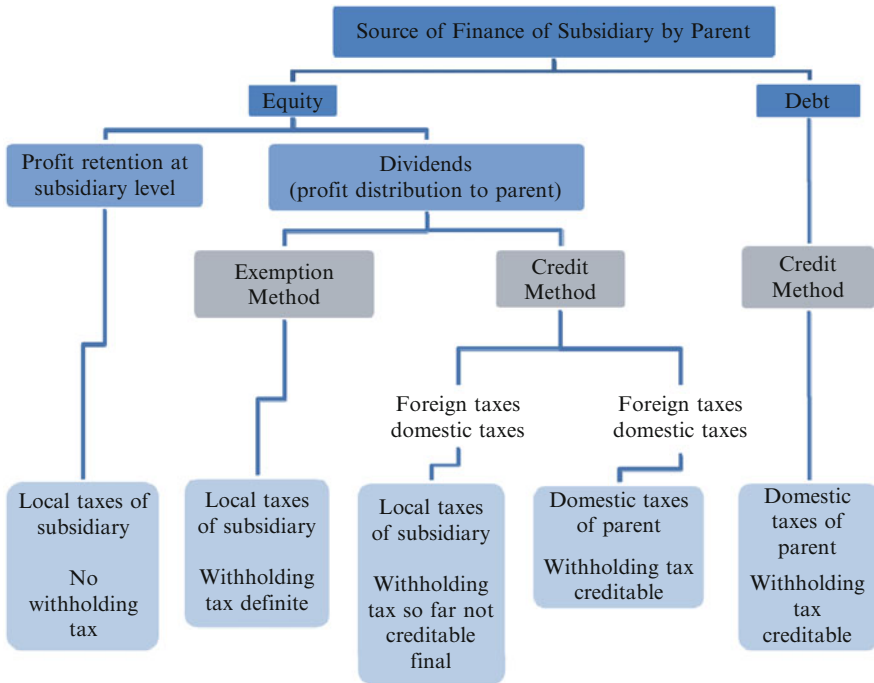 Source of Finance of Subsidiary by Parent
Equity
Debt
Profit retention at
subsidiary level
Dividends
(profit distribution to parent)
Exemption
Method
Credit
Method
Credit
Method
Foreign taxes
domestic taxes
Foreign taxes
domestic taxes
Local taxes of
subsidiary
No
withholding
tax
Local taxes
of subsidiary
Withholding
tax definite
Local taxes
of subsidiary
Withholding
tax so far not
creditable
final
Domestic taxes
of parent
Withholding tax
creditable
Domestic
taxes of
parent
Withholding
tax
creditable